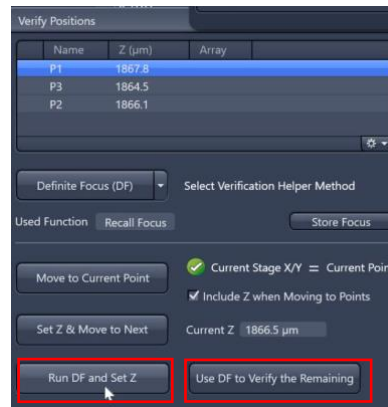 Verify Positions
Name Z (µm) Array
P1 1867.8
P3 1864.5
P2 1866.1
Definite Focus (DF) Select Verification Helper Method
Used Function Recall Focus Store Focus
Move to Current Point Current Stage X/Y = Current Poin
Include Z when Moving to Points
Set Z & Move to Next Current Z 1866.5 µm
Run DF and Set Z Use DF to Verify the Remaining